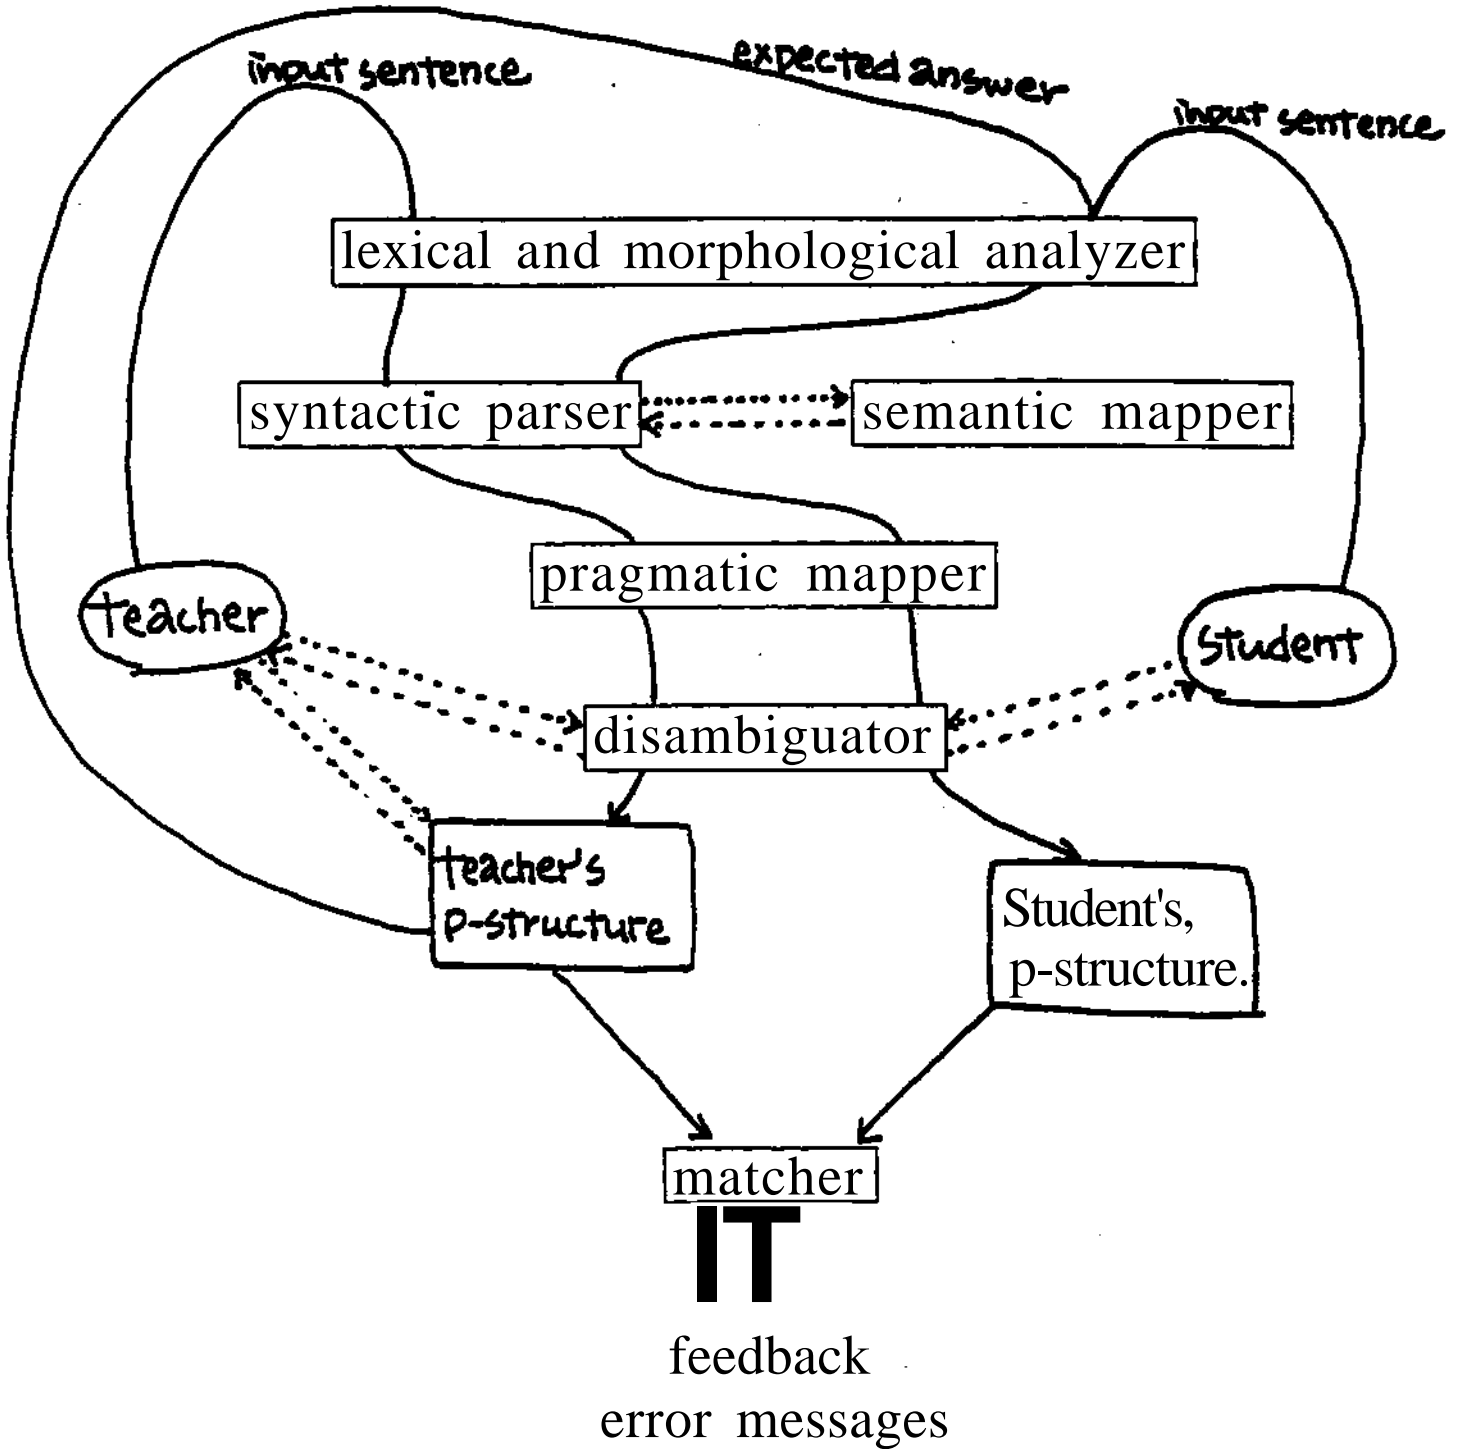 input sentence
expected answer
input sentence
lexical and morphological analyzer
syntactic parser
semantic mapper
pragmatic mapper
teacher
student
disambiguator
teacher's
p-structure
Student's,
p-structure.
matcher
IT
feedback
error messages